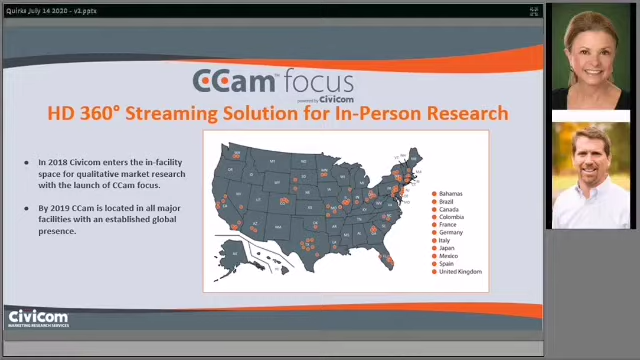 Quirks July 14 2020 - v2.pptx
CCam™ focus
powered by Civicom
HD 360° Streaming Solution for In-Person Research
● In 2018 Civicom enters the in-facility
space for qualitative market research
with the launch of CCam focus.
● By 2019 CCam is located in all major
facilities with an established global
presence.
Bahamas
Brazil
Canada
Colombia
France
Germany
Italy
Japan
Mexico
Spain
United Kingdom
Civicom
MARKETING RESEARCH SERVICES